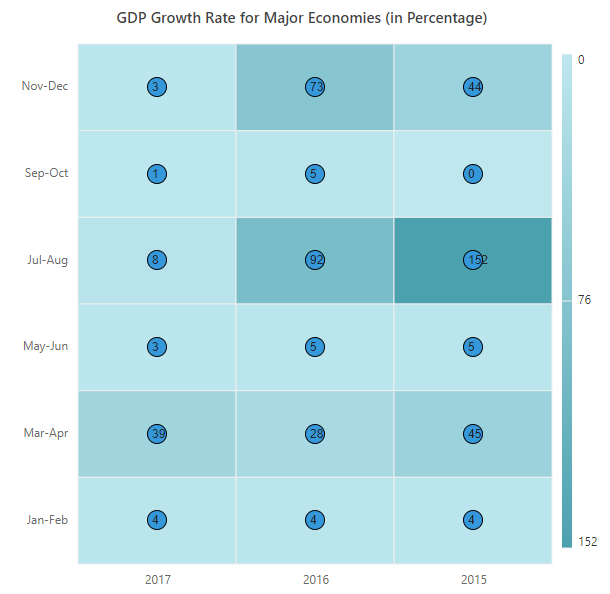 GDP Growth Rate for Major Economies (in Percentage)
Nov-Dec 3 73 44 0
Sep-Oct 1 5 0
Jul-Aug 8 92 152
76
May-Jun 3 5 5
Mar-Apr 39 28 45
Jan-Feb 4 4 4
152
2017 2016 2015